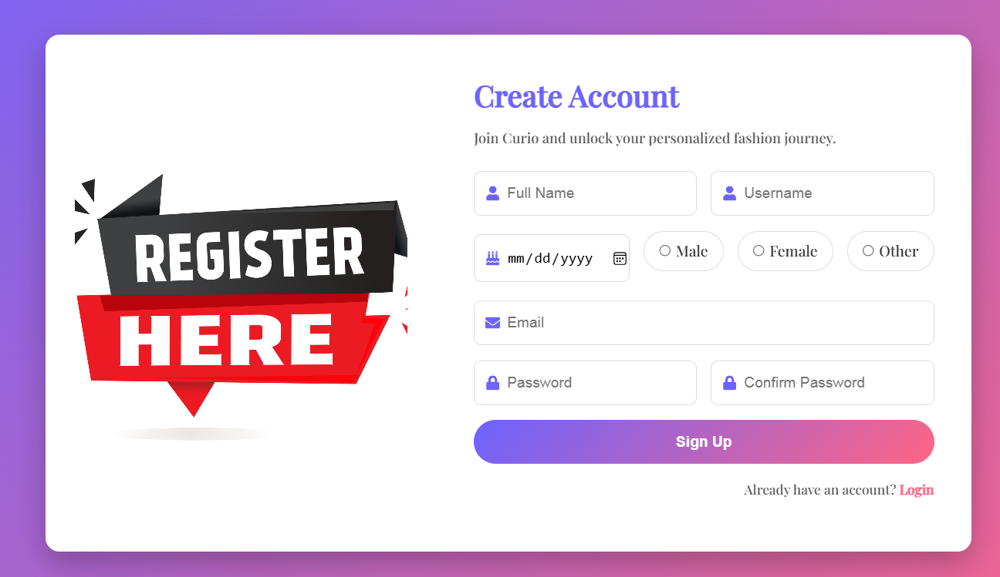 REGISTER
HERE
Create Account
Join Curio and unlock your personalized fashion journey.
Full Name Username
mm/dd/yyyy Male Female Other
Email
Password Confirm Password
Sign Up
Already have an account? Login